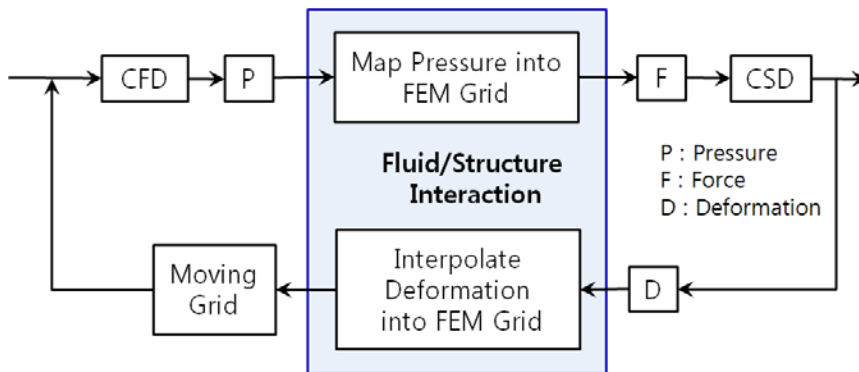 CFD
P
Map Pressure into
FEM Grid
F
CSD
Fluid/Structure
Interaction
P : Pressure
F : Force
D : Deformation
Moving
Grid
Interpolate
Deformation
into FEM Grid
D